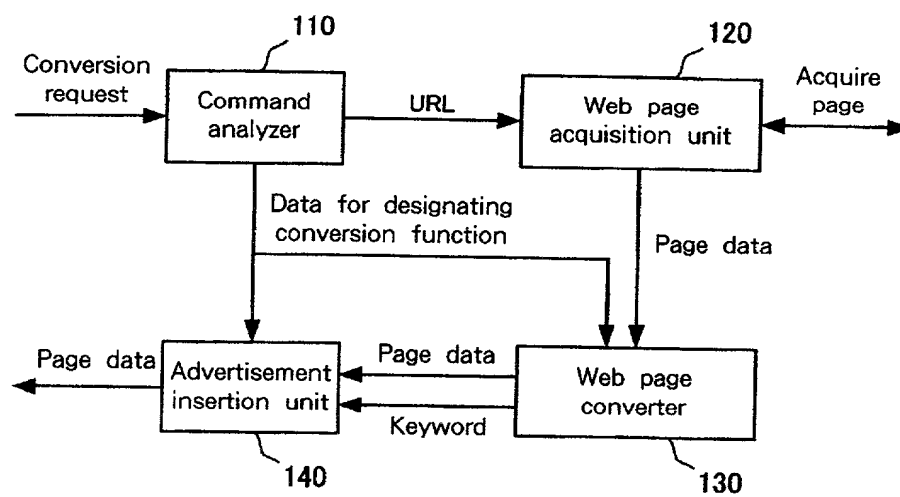 110
120
Conversion
request
Command
analyzer
URL
Web page
acquisition unit
Acquire
page
Data for designating
conversion function
Page data
Page data
Advertisement
insertion unit
Page data
Keyword
Web page
converter
140
130